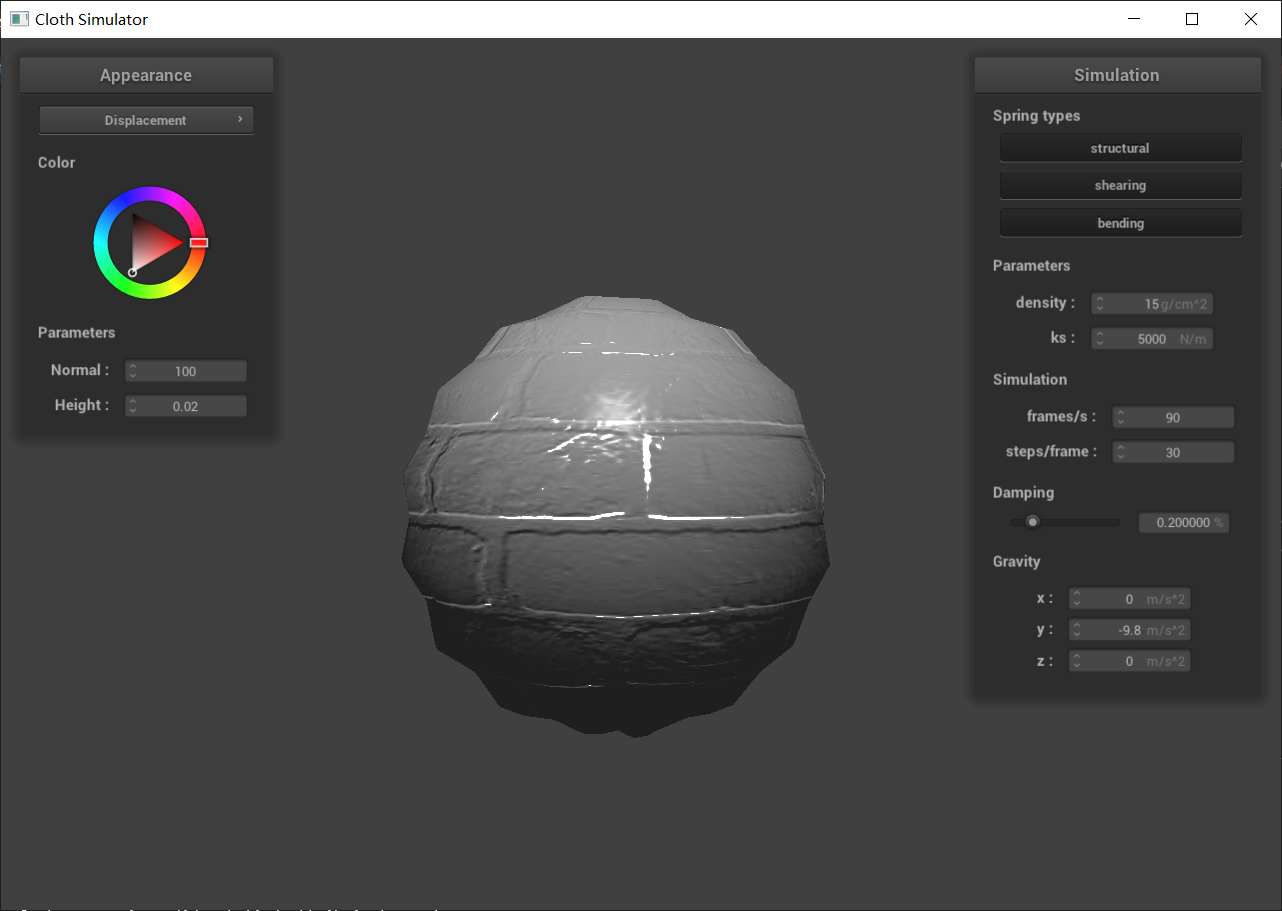 Cloth Simulator
Appearance
Displacement
Color
Parameters
Normal : 100
Height : 0.02
Simulation
Spring types
structural
shearing
bending
Parameters
density : 15 g/cm^2
ks : 5000 N/m
Simulation
frames/s : 90
steps/frame : 30
Damping
0.200000 %
Gravity
x : 0 m/s^2
y : -9.8 m/s^2
z : 0 m/s^2